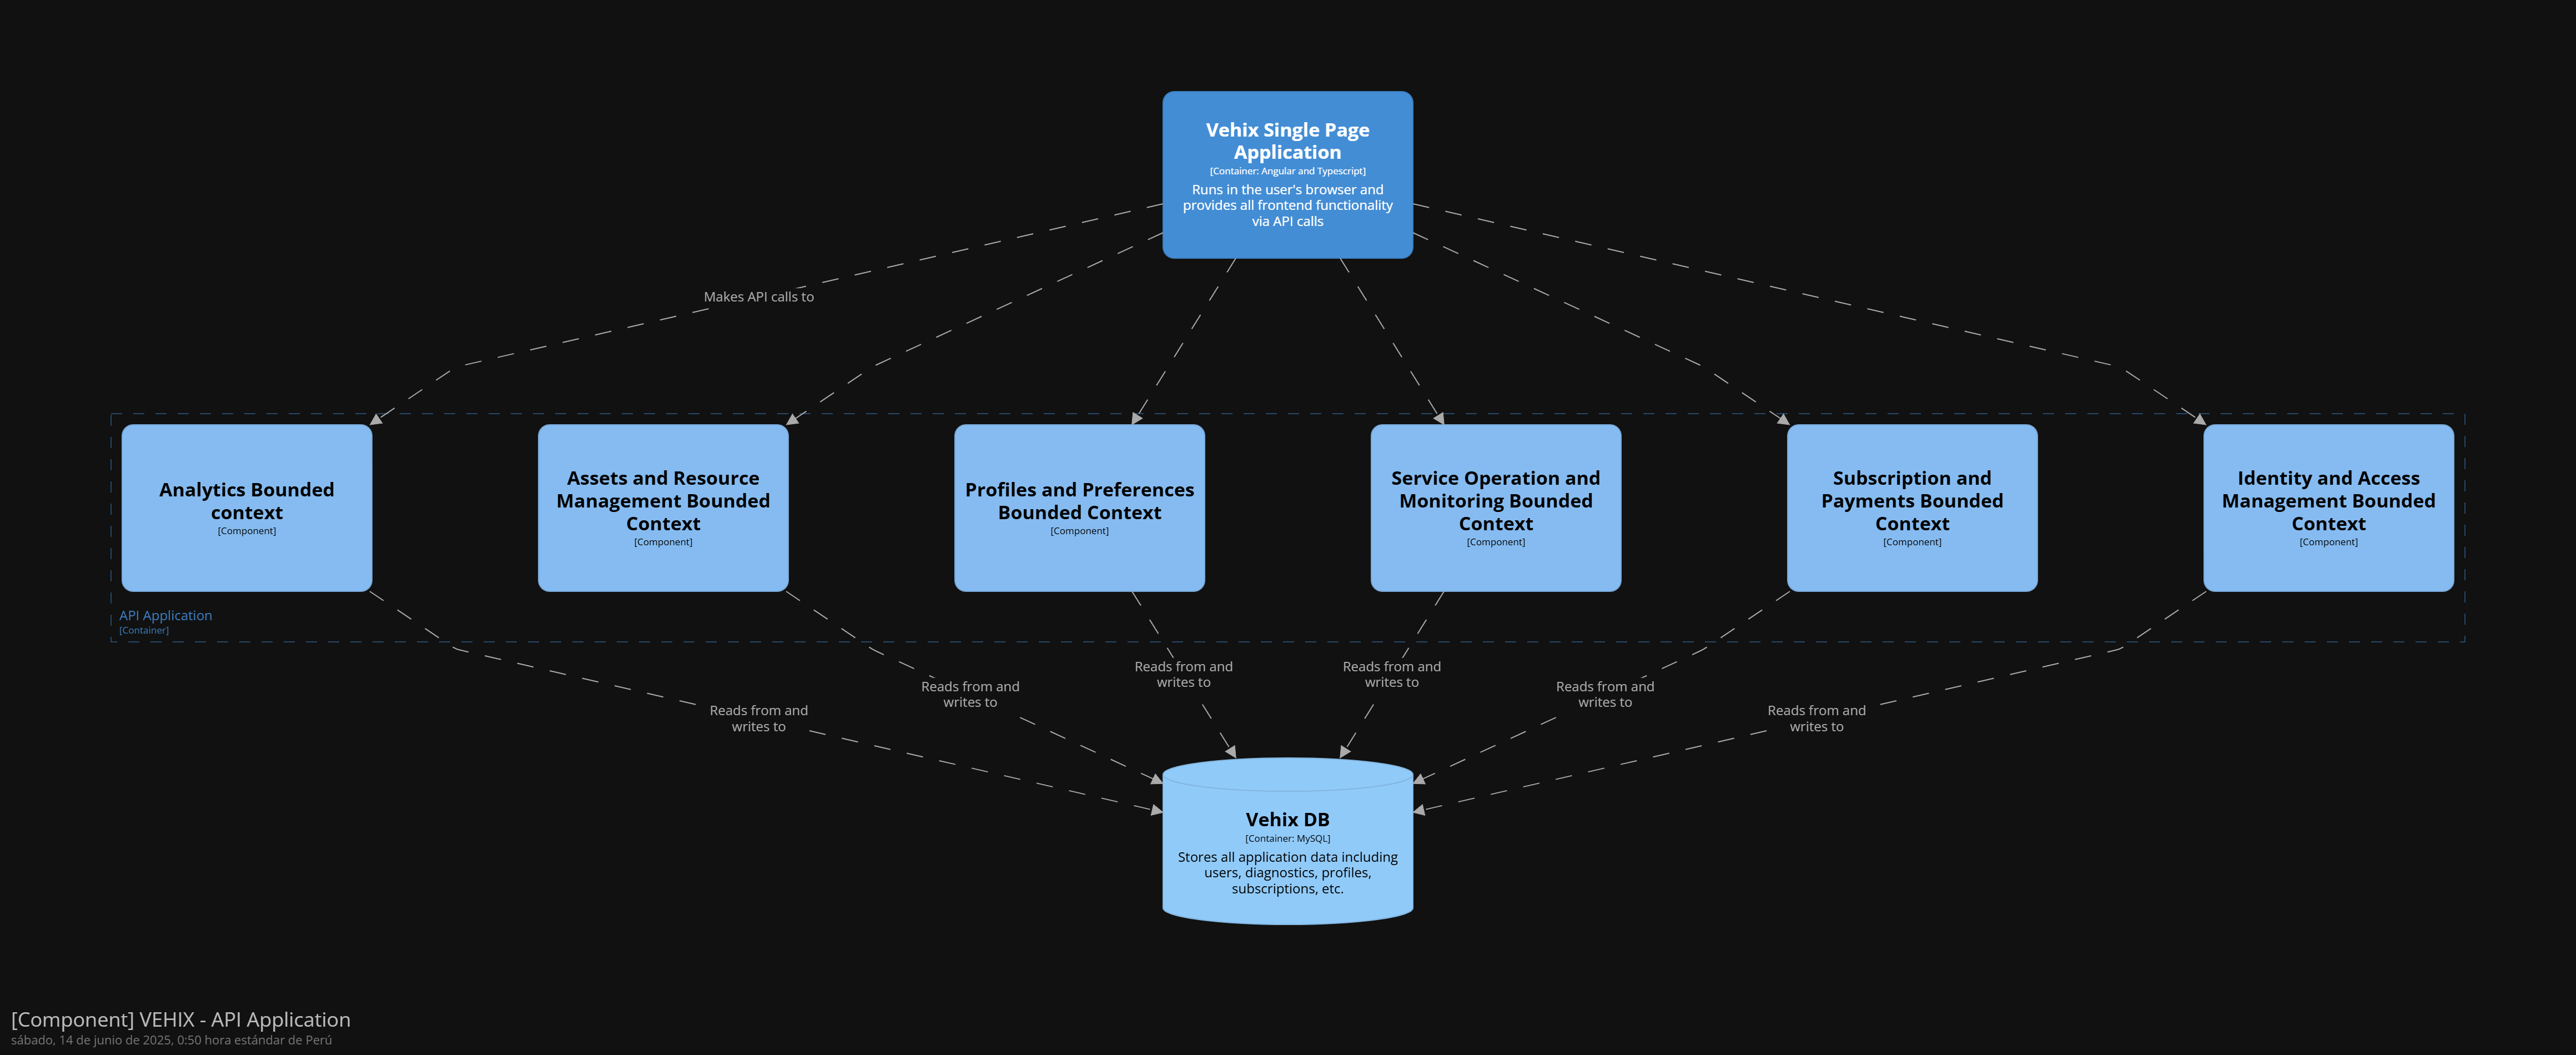 Vehix Single Page
Application
[Container: Angular and Typescript]
Runs in the user's browser and
provides all frontend functionality
via API calls
Makes API calls to
Analytics Bounded
context
[Component]
Assets and Resource
Management Bounded
Context
[Component]
Profiles and Preferences
Bounded Context
[Component]
Service Operation and
Monitoring Bounded
Context
[Component]
Subscription and
Payments Bounded
Context
[Component]
Identity and Access
Management Bounded
Context
[Component]
API Application
[Container]
Reads from and
writes to
Reads from and
writes to
Reads from and
writes to
Reads from and
writes to
Reads from and
writes to
Reads from and
writes to
Vehix DB
[Container: MySQL]
Stores all application data including
users, diagnostics, profiles,
subscriptions, etc.
[Component] VEHIX - API Application
sábado, 14 de junio de 2025, 0:50 hora estándar de Perú